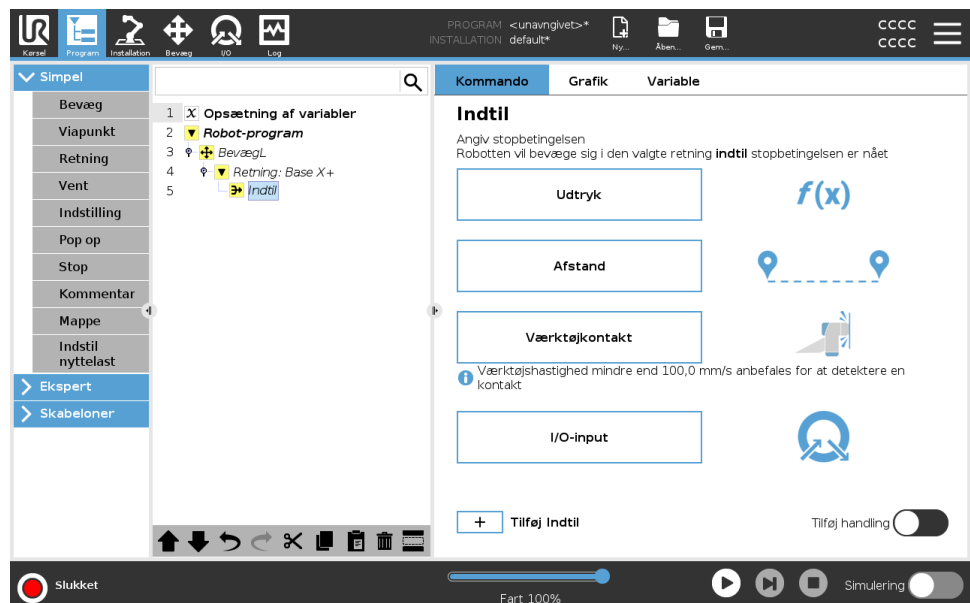 PROGRAM <unavngivet>*
INSTALLATION default*
Kørsel
Program
Installation
Bevæg
I/O
Log
Ny...
Åben...
Gem...
CCCC
CCCC
Simpel
Bevæg
Viapunkt
Retning
Vent
Indstilling
Pop op
Stop
Kommentar
Mappe
Indstil
nyttelast
Ekspert
Skabeloner
1 X Opsætning af variabler
2 Robot-program
3 BevægL
4 Retning: Base X+
5 Indtil
Kommando Grafik Variable
Indtil
Angiv stopbetingelsen
Robotten vil bevæge sig i den valgte retning indtil stopbetingelsen er nået
Udtryk
f(x)
Afstand
Værktøjkontakt
Værktøjshastighed mindre end 100,0 mm/s anbefales for at detektere en
kontakt
I/O-input
+ Tilføj Indtil
Tilføj handling
Slukket
Fart 100%
Simulering